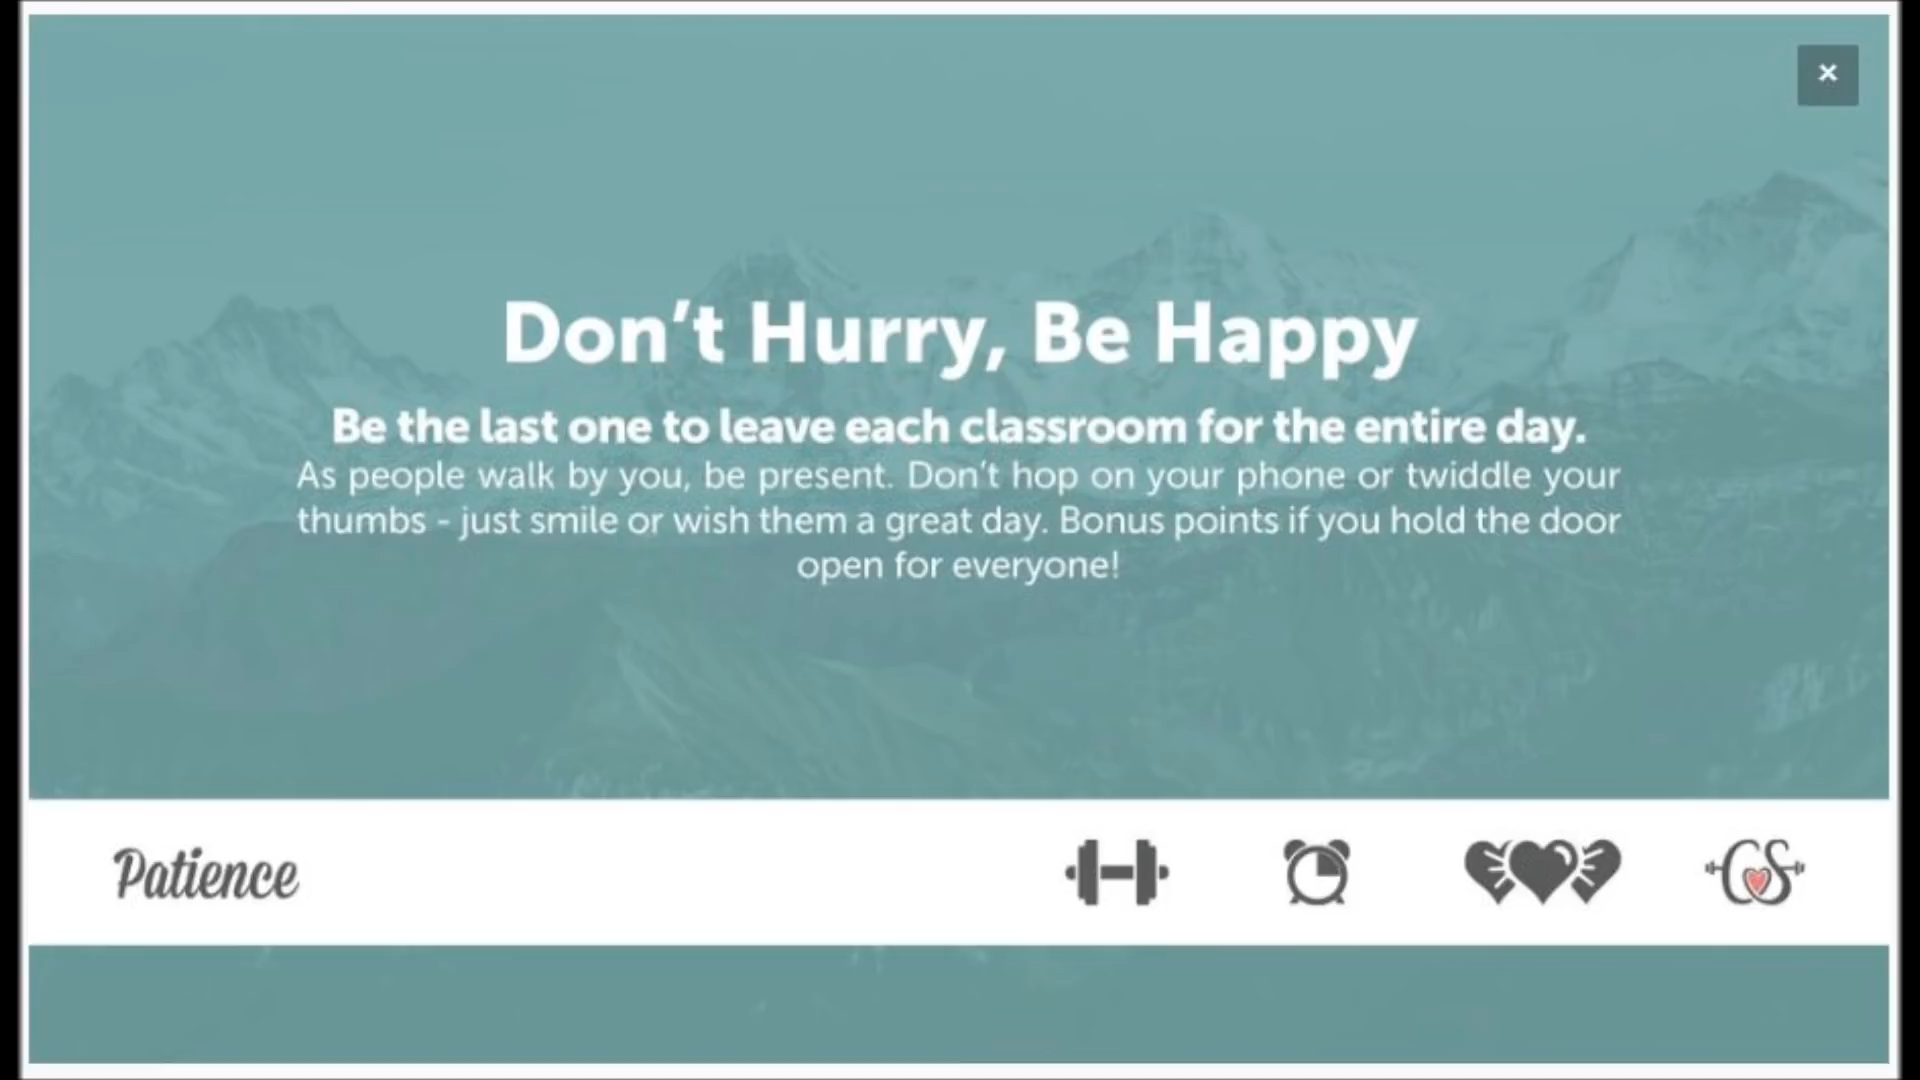 ×
Don't Hurry, Be Happy
Be the last one to leave each classroom for the entire day.
As people walk by you, be present. Don't hop on your phone or twiddle your
thumbs - just smile or wish them a great day. Bonus points if you hold the door
open for everyone!
Patience
CS